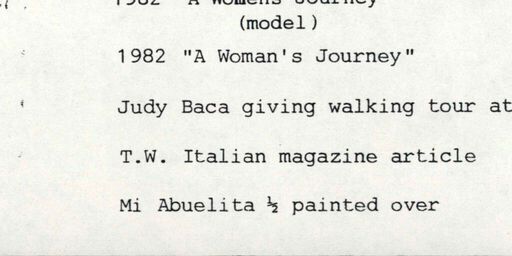 1982 "A Womens Journey"
(model)
1982 "A Woman's Journey"
Judy Baca giving walking tour at
T.W. Italian magazine article
Mi Abuelita ½ painted over